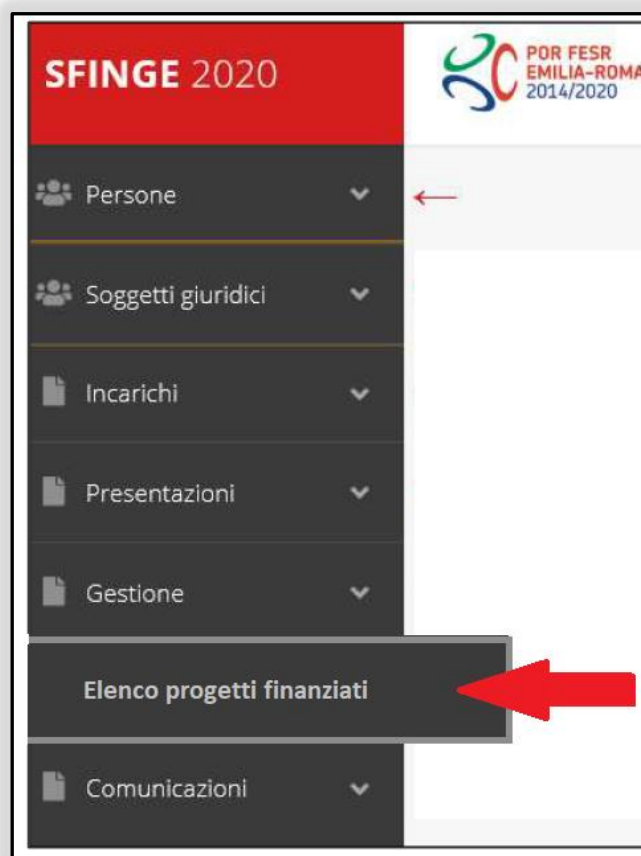 SFINGE 2020
POR FESR
EMILIA-ROMA
2014/2020
Persone
Soggetti giuridici
Incarichi
Presentazioni
Gestione
Elenco progetti finanziati
Comunicazioni